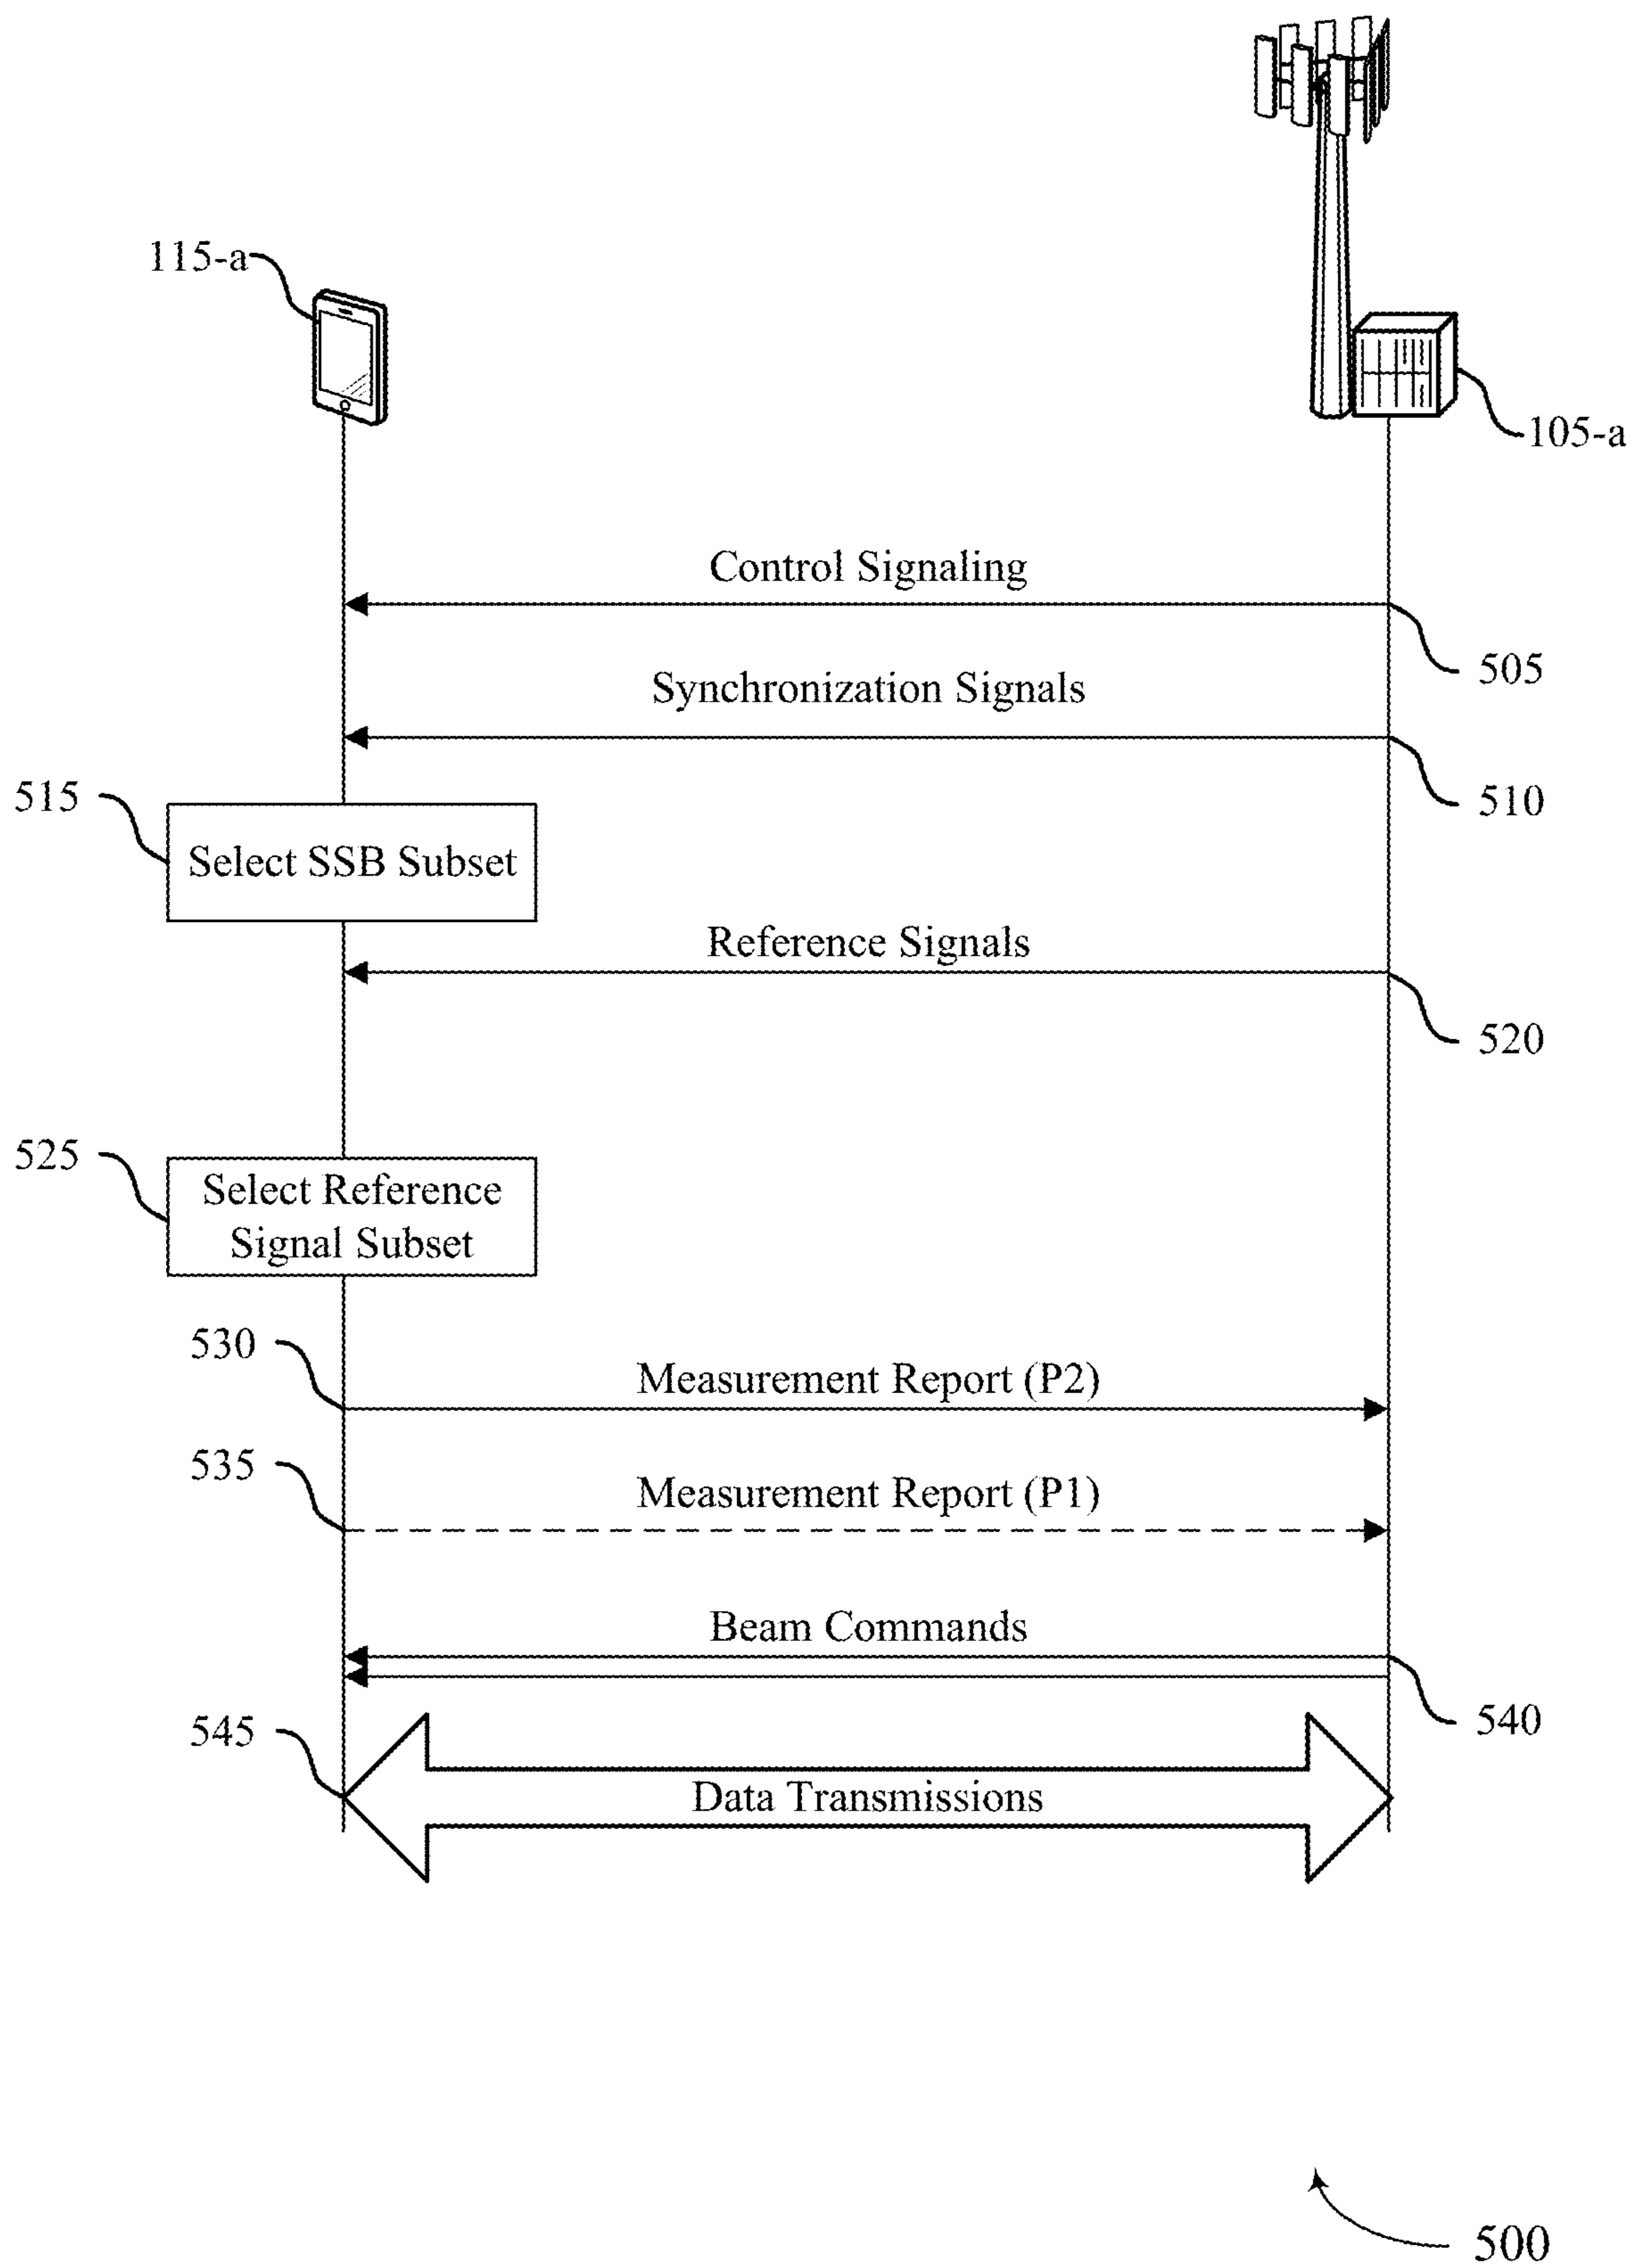 115-a
105-a
Control Signaling
505
Synchronization Signals
510
515
Select SSB Subset
Reference Signals
520
525
Select Reference
Signal Subset
530
Measurement Report (P2)
535
Measurement Report (P1)
Beam Commands
540
545
Data Transmissions
500